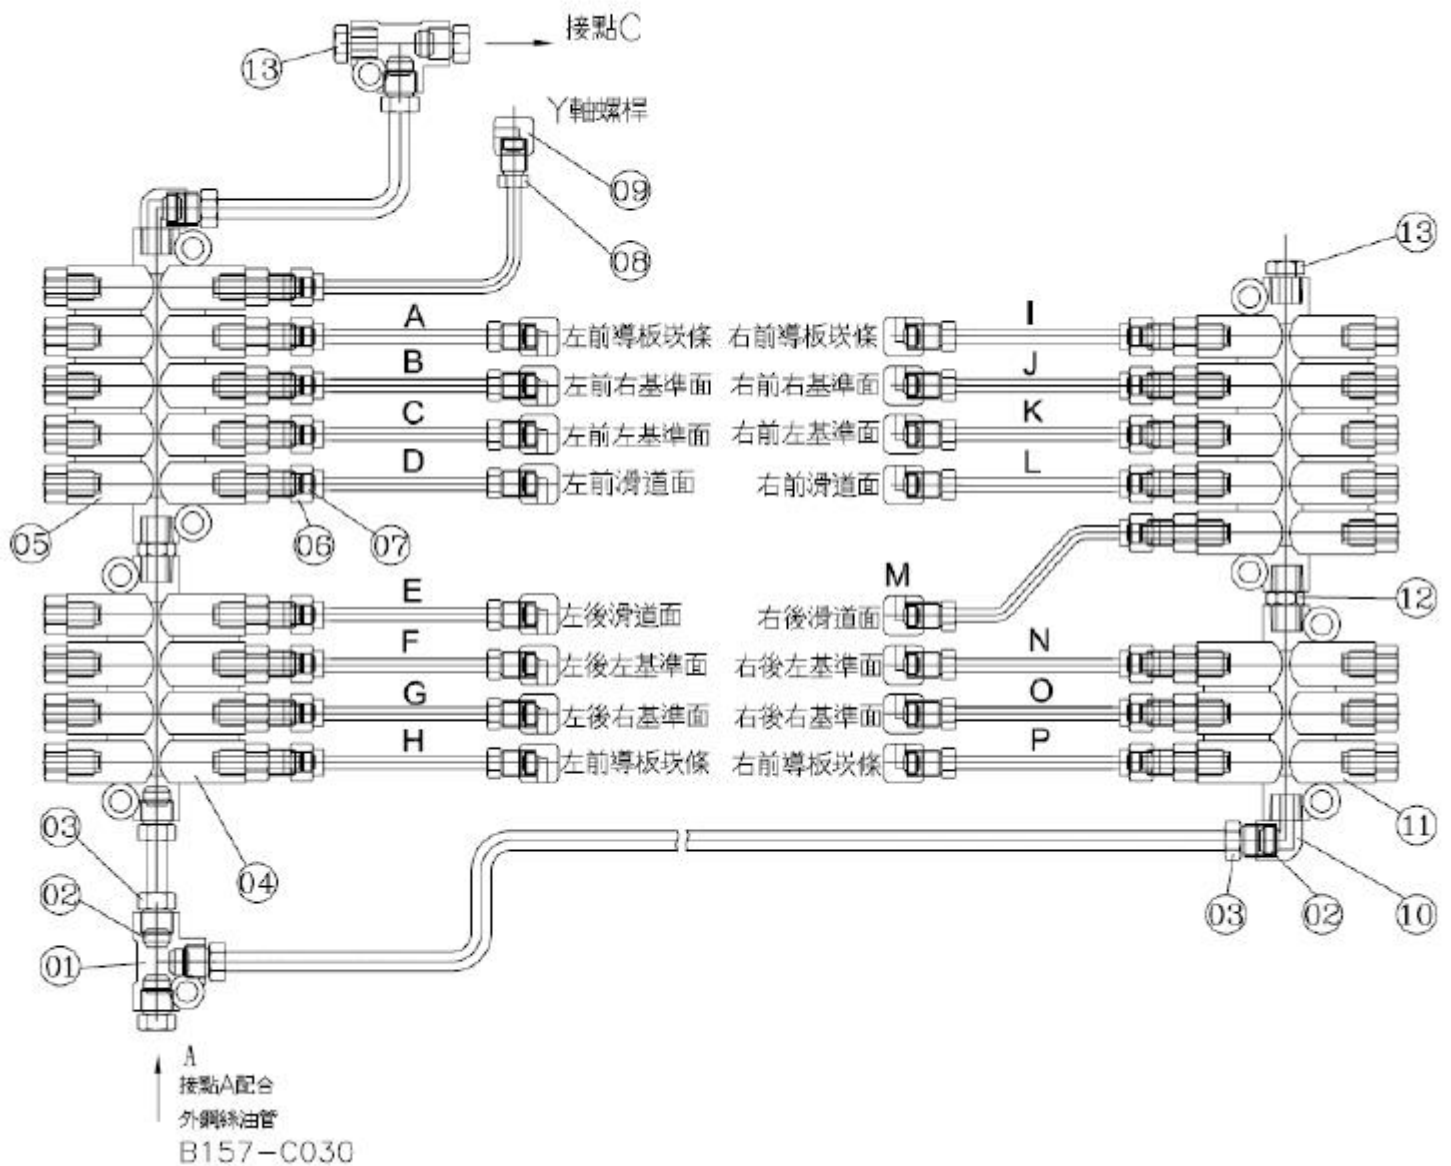 接點C
13
Y軸螺桿
09
08
13
A
左前導板崁條
右前導板崁條
I
B
左前右基準面
右前右基準面
J
C
左前左基準面
右前左基準面
K
D
左前滑道面
右前滑道面
L
05
06
07
E
左後滑道面
M
右後滑道面
12
F
左後左基準面
右後左基準面
N
G
左後右基準面
右後右基準面
O
H
左前導板崁條
右前導板崁條
P
03
11
04
02
03
02
10
01
A
接點A配合
外鋼絲油管
B157-C030